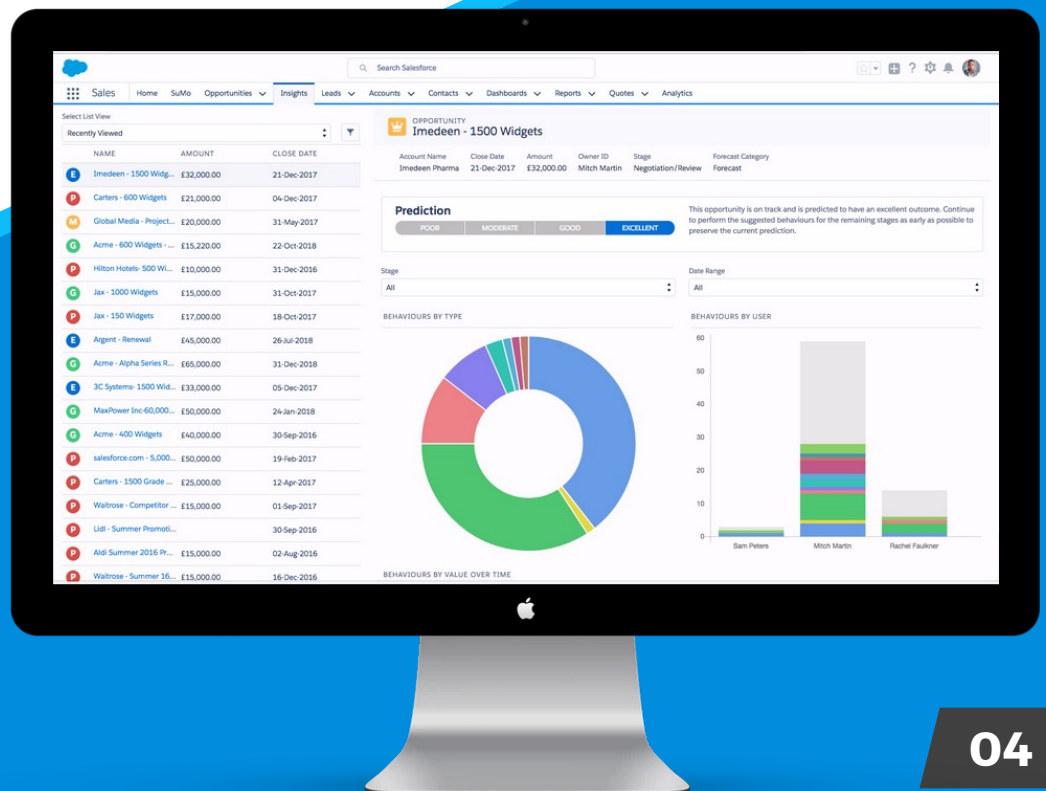 Search Salesforce
?
Sales Home SuMo Opportunities Insights Leads Accounts Contacts Dashboards Reports Quotes Analytics
Select List View
Recently Viewed
NAME AMOUNT CLOSE DATE
E Imedeen - 1500 Widg... £32,000.00 21-Dec-2017
P Carters - 600 Widgets £21,000.00 04-Dec-2017
M Global Media - Project... £20,000.00 31-May-2017
G Acme - 600 Widgets - ... £15,220.00 22-Oct-2018
P Hilton Hotels- 500 Wi... £10,000.00 31-Dec-2016
G Jax - 1000 Widgets £15,000.00 31-Oct-2017
P Jax - 150 Widgets £17,000.00 18-Oct-2017
E Argent - Renewal £45,000.00 26-Jul-2018
G Acme - Alpha Series R... £65,000.00 31-Dec-2018
E 3C Systems- 1500 Wid... £33,000.00 05-Dec-2017
G MaxPower Inc-60,000... £50,000.00 24-Jan-2018
G Acme - 400 Widgets £40,000.00 30-Sep-2016
P salesforce.com - 5,000... £50,000.00 19-Feb-2017
P Carters - 1500 Grade ... £25,000.00 12-Apr-2017
P Waitrose - Competitor ... £15,000.00 01-Sep-2017
P Lidl - Summer Promoti... 30-Sep-2016
P Aldi Summer 2016 Pr... £15,000.00 02-Aug-2016
P Waitrose - Summer 16... £15,000.00 16-Dec-2016
OPPORTUNITY
Imedeen - 1500 Widgets
Account Name Close Date Amount Owner ID Stage Forecast Category
Imedeen Pharma 21-Dec-2017 £32,000.00 Mitch Martin Negotiation/Review Forecast
Prediction
POOR MODERATE GOOD EXCELLENT
This opportunity is on track and is predicted to have an excellent outcome. Continue
to perform the suggested behaviours for the remaining stages as early as possible to
preserve the current prediction.
Stage
All
Date Range
All
BEHAVIOURS BY TYPE
BEHAVIOURS BY USER
60
50
40
30
20
10
0
Sam Peters Mitch Martin Rachel Faulkner
BEHAVIOURS BY VALUE OVER TIME
04